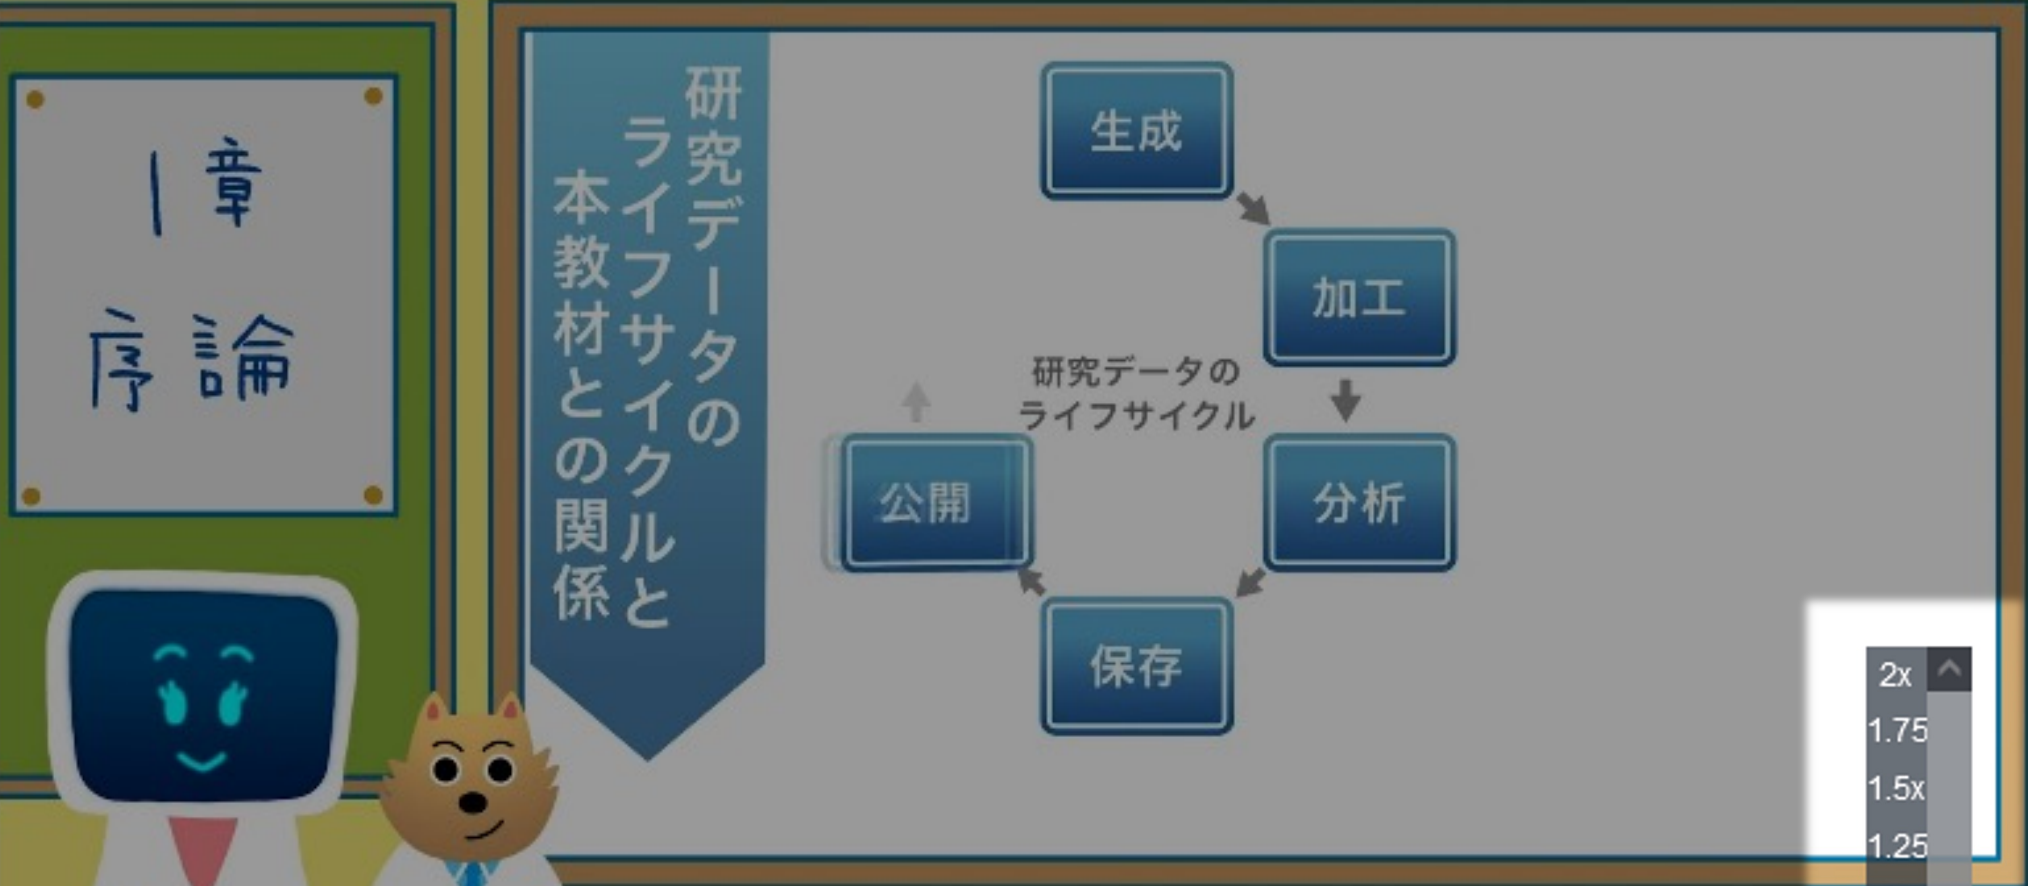 1章
序論
研究データの
ライフサイクルと
本教材との関係
生成
加工
研究データの
ライフサイクル
公開
分析
保存
2x
1.75
1.5x
1.25